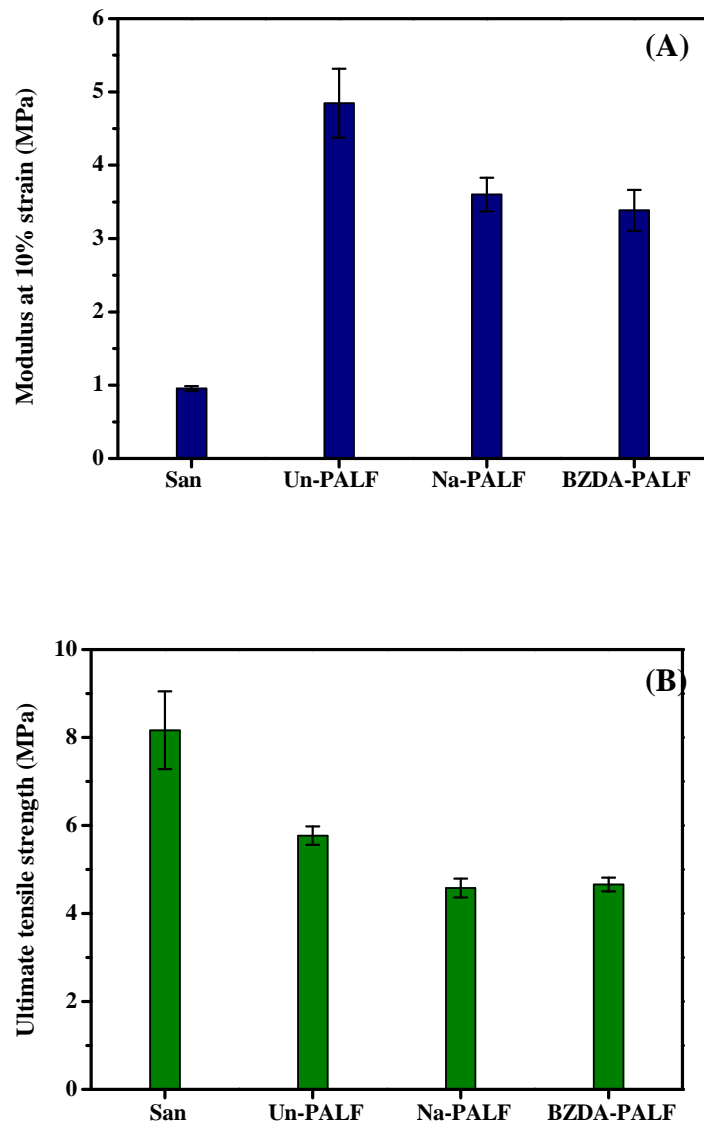 (A)
Modulus at 10% strain (MPa)
6
5
4
3
2
1
0
San Un-PALF Na-PALF BZDA-PALF
(B)
Ultimate tensile strength (MPa)
10
8
6
4
2
0
San Un-PALF Na-PALF BZDA-PALF